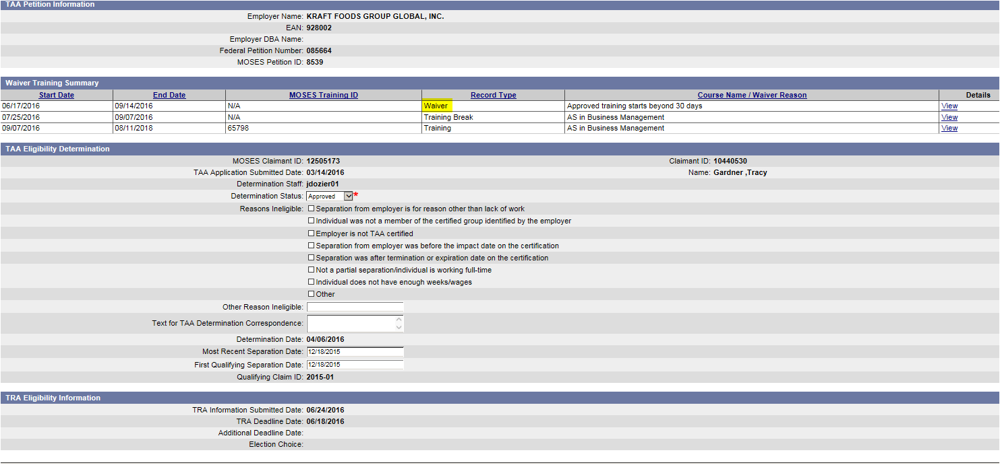 TAA Petition Information
Employer Name: KRAFT FOODS GROUP GLOBAL, INC.
EAN: 928002
Employer DBA Name:
Federal Petition Number: 085664
MOSES Petition ID: 8539
Waiver Training Summary
Start Date End Date MOSES Training ID Record Type Course Name / Waiver Reason Details
06/17/2016 09/14/2016 N/A Waiver Approved training starts beyond 30 days View
07/25/2016 09/07/2016 N/A Training Break AS in Business Management View
09/07/2016 08/11/2018 65798 Training AS in Business Management View
TAA Eligibility Determination
MOSES Claimant ID: 12505173 Claimant ID: 10440530
TAA Application Submitted Date: 03/14/2016 Name: Gardner ,Tracy
Determination Staff: jdozier01
Determination Status: Approved *
Reasons Ineligible: Separation from employer is for reason other than lack of work
Individual was not a member of the certified group identified by the employer
Employer is not TAA certified
Separation from employer was before the impact date on the certification
Separation was after termination or expiration date on the certification
Not a partial separation/individual is working full-time
Individual does not have enough weeks/wages
Other
Other Reason Ineligible:
Text for TAA Determination Correspondence:
Determination Date: 04/06/2016
Most Recent Separation Date: 12/18/2015
First Qualifying Separation Date: 12/18/2015
Qualifying Claim ID: 2015-01
TRA Eligibility Information
TRA Information Submitted Date: 06/24/2016
TRA Deadline Date: 06/18/2016
Additional Deadline Date:
Election Choice: